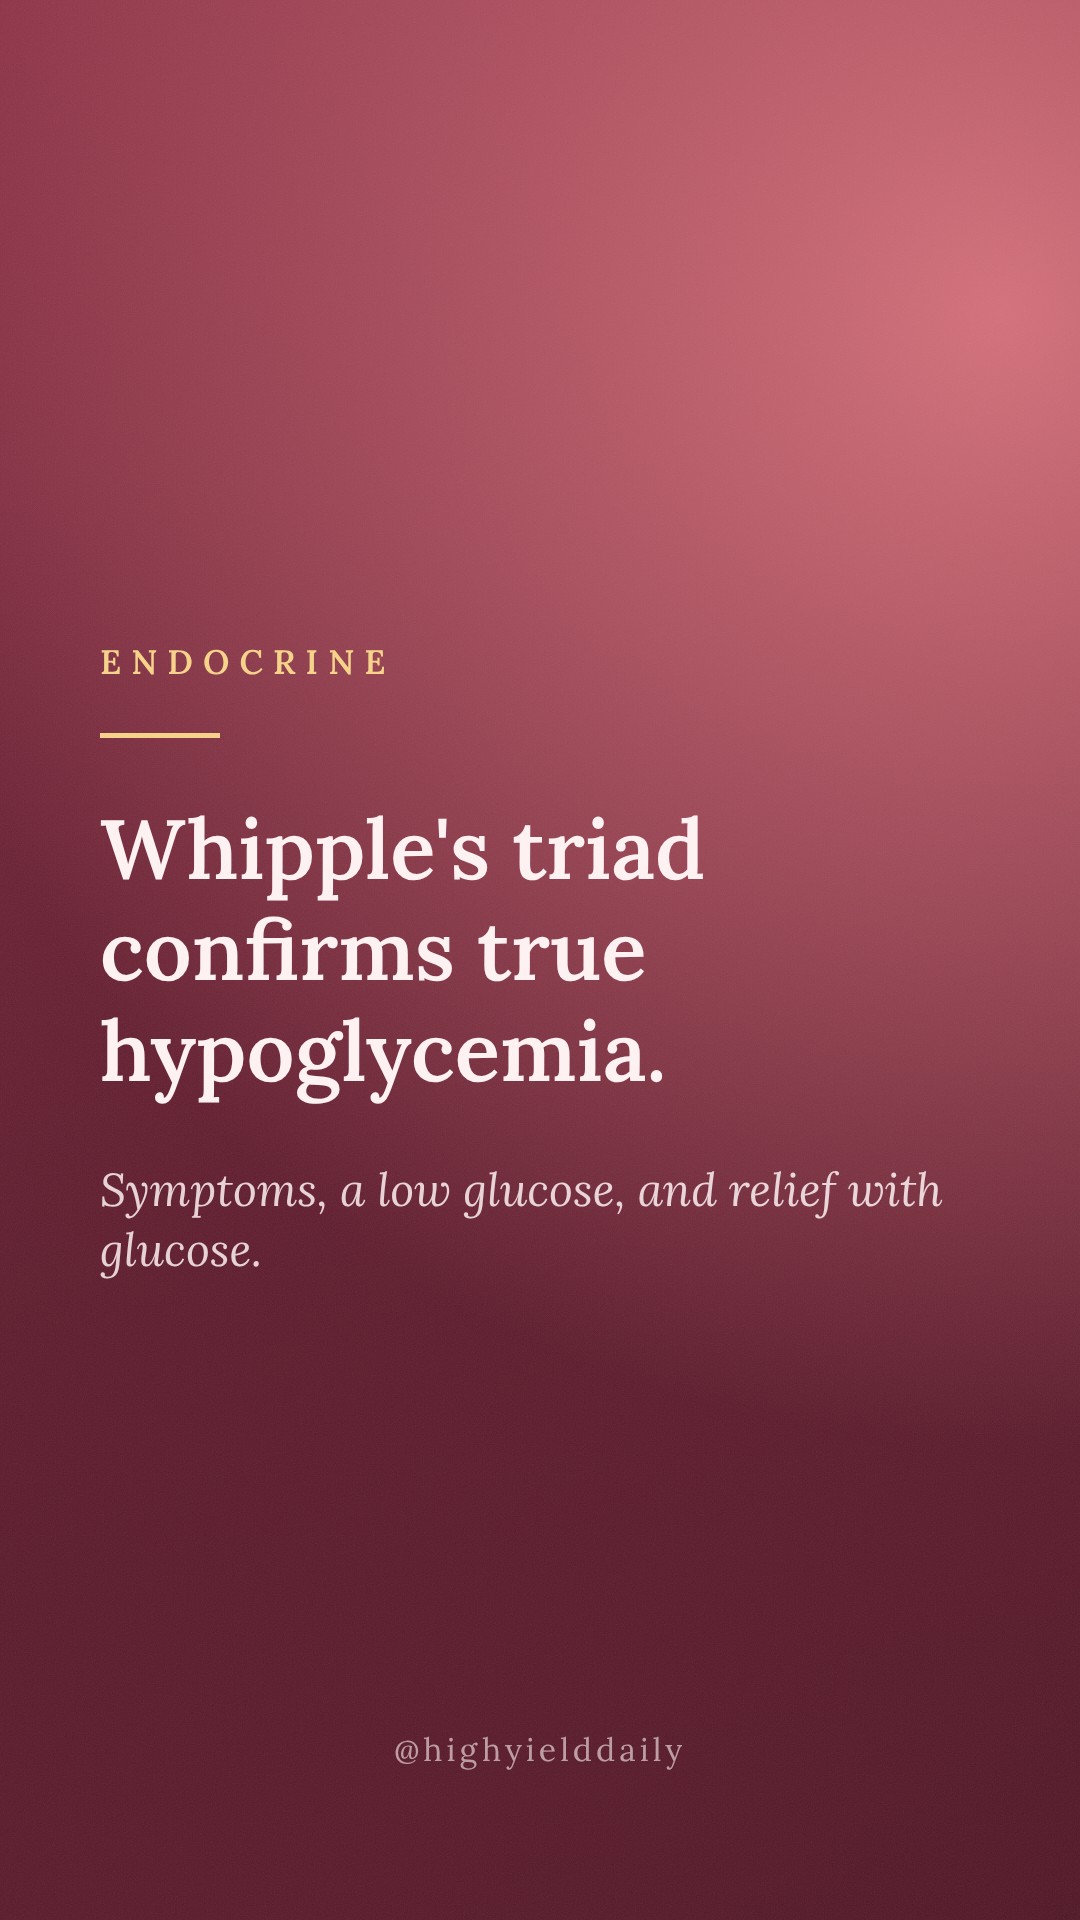 ENDOCRINE
Whipple's triad
confirms true
hypoglycemia.
Symptoms, a low glucose, and relief with
glucose.
@highyielddaily